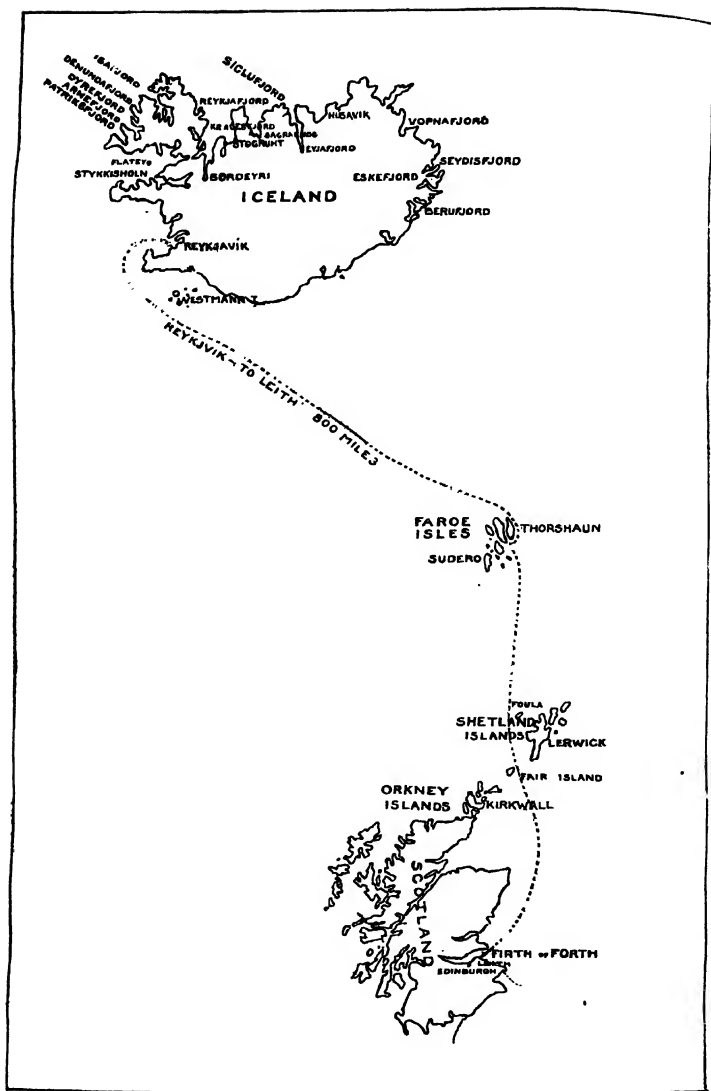 ISAFJORD
DENUNDAFJORD
DYREFJORD
ARNEFJORD
PATRIKSFJORD
SIGLUFJORD
REYKJAFJORD
HUSAVIK
VOPNAFJORÐ
STOGRUNT
EYJAFJORD
FLATEYO
STYKKISHOLN
BORDEYRI
SEYDISFJORD
ESKEFJORD
ICELAND
BERUFJORD
REYKJAVIK
WESTMANN I
REYKJVIK – TO LEITH 800 MILES
FAROE
ISLES
THORSHAUN
SUDERO
FOULA
SHETLAND
ISLANDS
LERWICK
FAIR ISLAND
ORKNEY
ISLANDS
KIRKWALL
SCOTLAND
FIRTH OF FORTH
LEITH
EDINBURGH